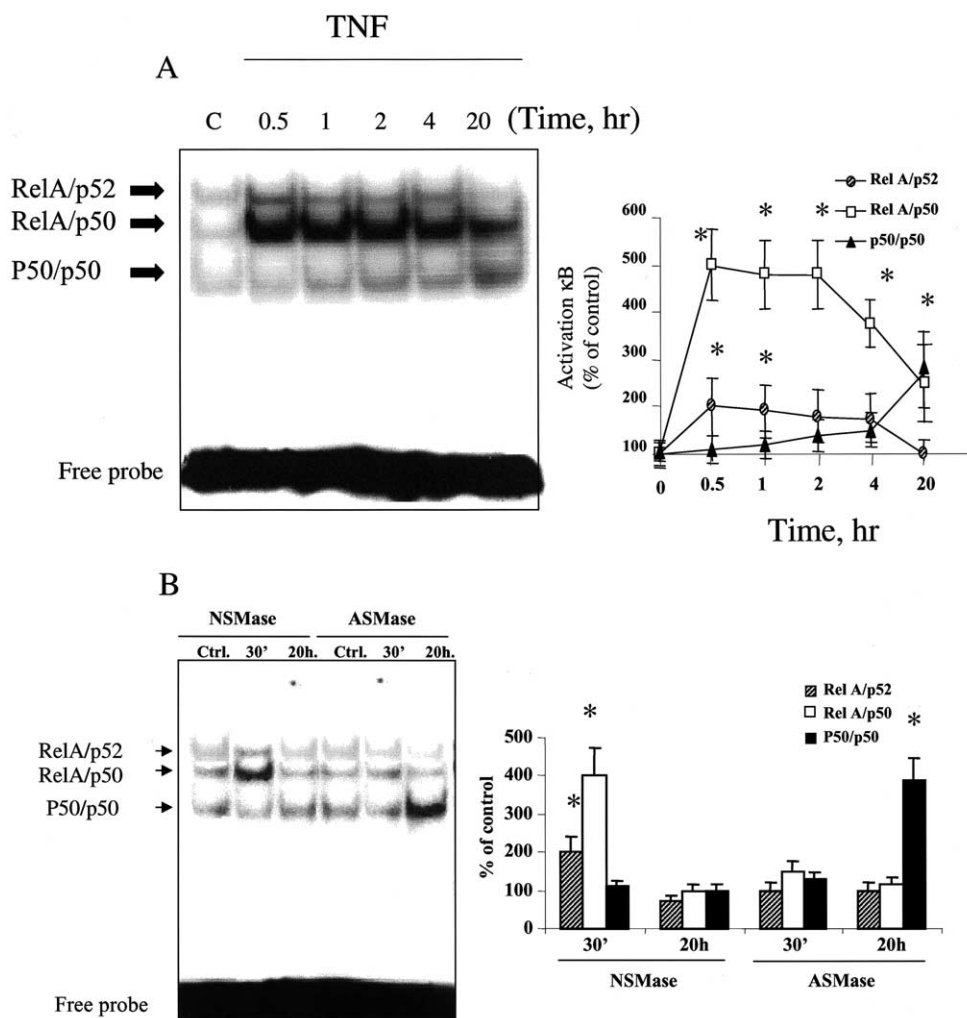 TNF
A
C 0.5 1 2 4 20 (Time, hr)
RelA/p52
RelA/p50
P50/p50
Free probe
Rel A/p52
Rel A/p50
p50/p50
Activation κB
(% of control)
600
500
400
300
200
100
0 0.5 1 2 4 20
* * * * * * *
Time, hr
B
NSMase ASMase
Ctrl. 30’ 20h. Ctrl. 30’ 20h.
RelA/p52
RelA/p50
P50/p50
Free probe
Rel A/p52
Rel A/p50
P50/p50
% of control
500
400
300
200
100
0
* * *
30’ 20h 30’ 20h
NSMase ASMase